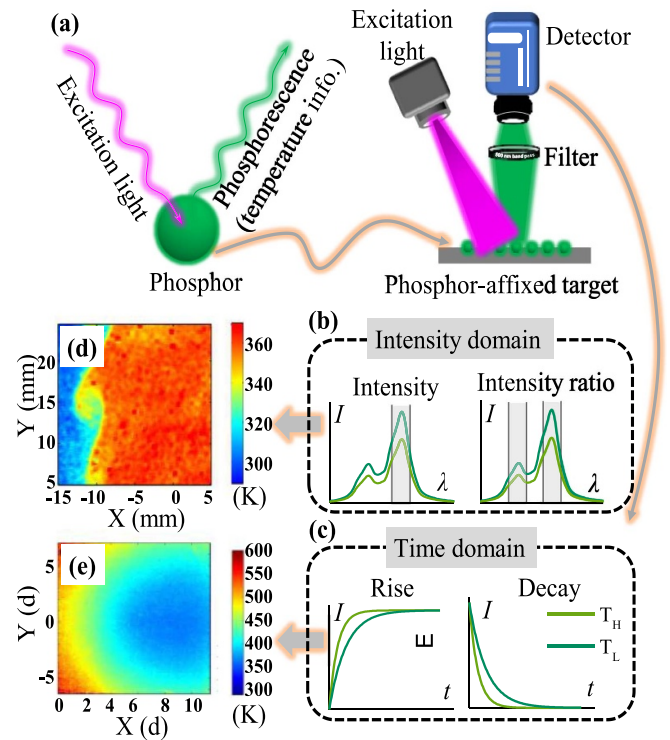 (a)
Excitation light
Phosphorescence
(temperature info.)
Phosphor
Excitation
light
Detector
Filter
Phosphor-affixed target
(b)
Intensity domain
Intensity
Intensity ratio
I
λ
I
λ
(c)
Time domain
Rise
Decay
I
t
E
I
t
T_H
T_L
(d)
Y (mm)
20
15
10
5
-15 -10 -5 0 5
X (mm)
360
340
320
300
(K)
(e)
Y (d)
5
0
-5
0 2 4 6 8 10
X (d)
600
550
500
450
400
350
300
(K)